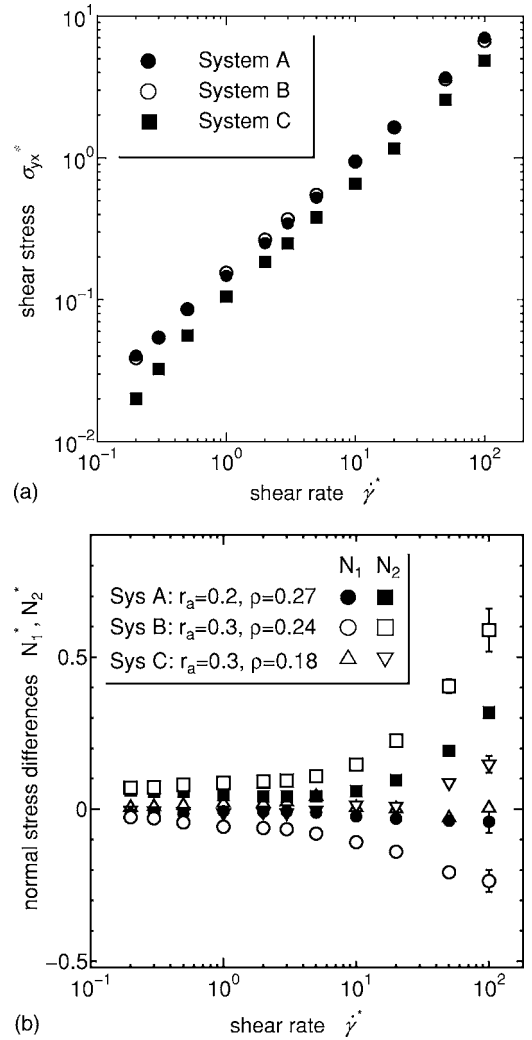 System A
System B
System C
shear stress σyx*
10^1
10^0
10^-1
10^-2
10^-1 10^0 10^1 10^2
(a)
shear rate γ̇*
N1 N2
Sys A: ra=0.2, ρ=0.27
Sys B: ra=0.3, ρ=0.24
Sys C: ra=0.3, ρ=0.18
normal stress differences N1*, N2*
0.5
0
-0.5
10^-1 10^0 10^1 10^2
(b)
shear rate γ̇*